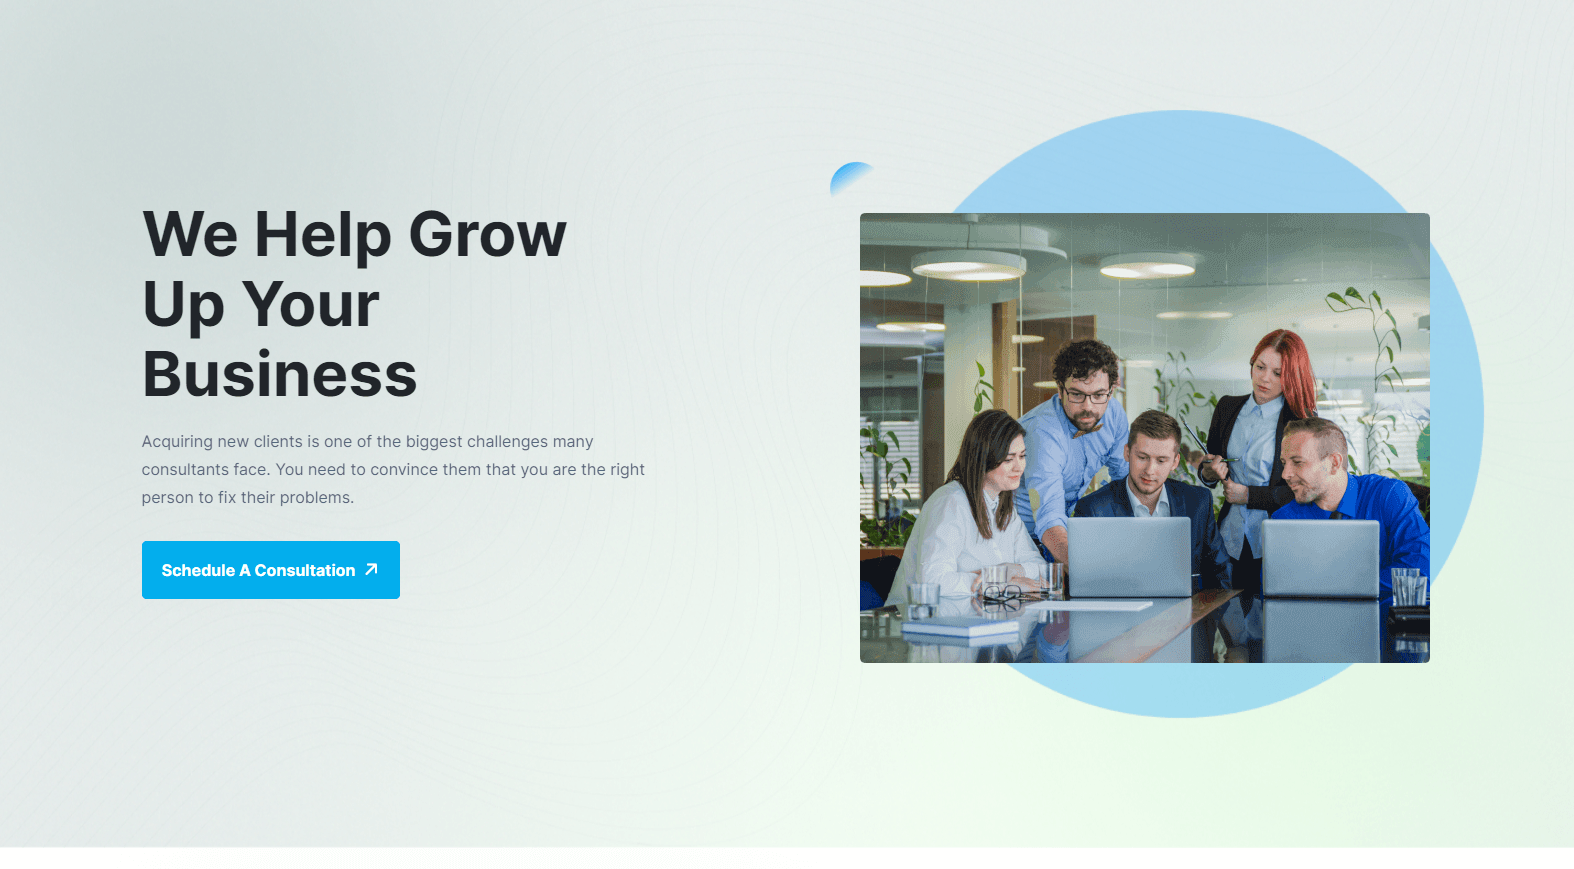 We Help Grow
Up Your
Business
Acquiring new clients is one of the biggest challenges many
consultants face. You need to convince them that you are the right
person to fix their problems.
Schedule A Consultation